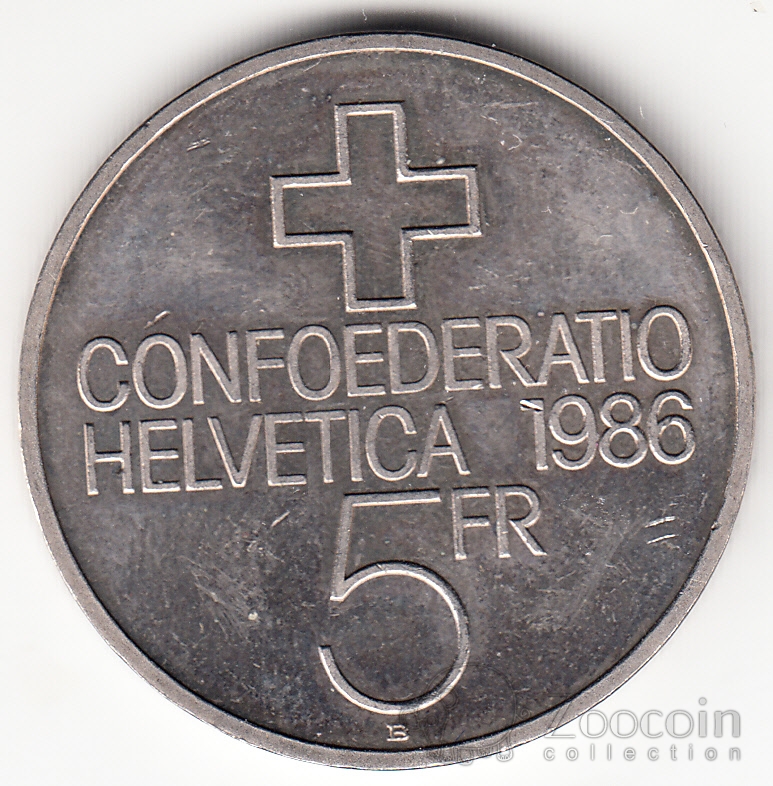 CONFOEDERATIO
HELVETICA 1986
5 FR
B
Zoocoin
collection